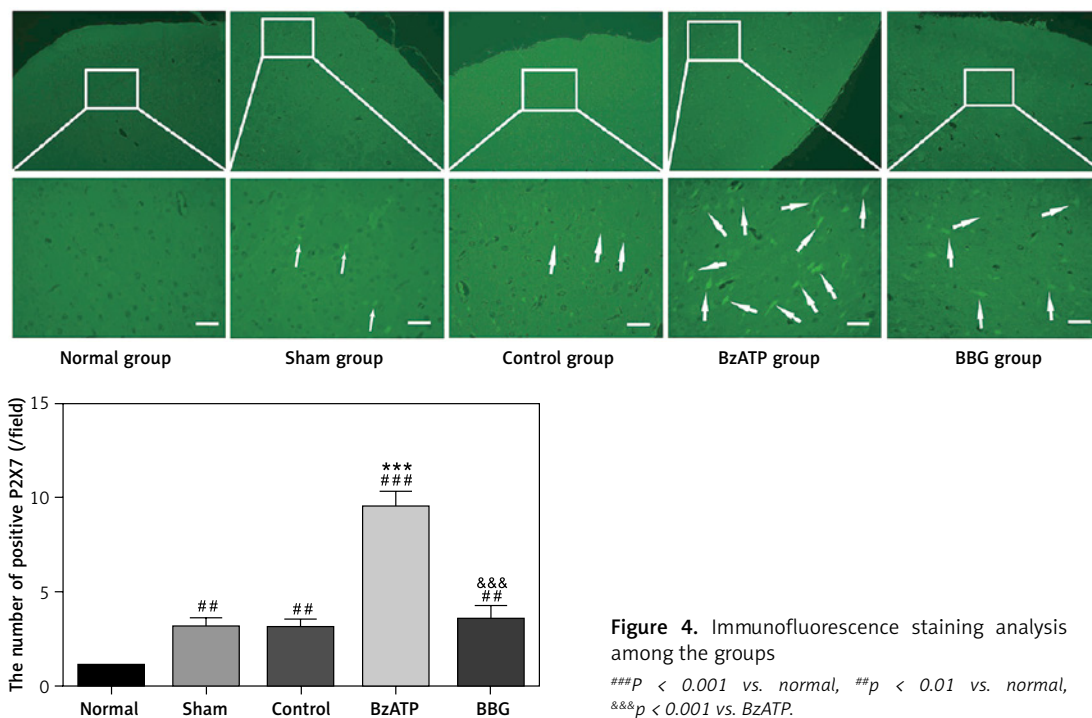 Normal group Sham group Control group BzATP group BBG group
The number of positive P2X7 (/field)
15
10
5
0
##
##
***
###
&&&
##
Normal Sham Control BzATP BBG
Figure 4. Immunofluorescence staining analysis
among the groups
###P < 0.001 vs. normal, ##p < 0.01 vs. normal,
&&&p < 0.001 vs. BzATP.